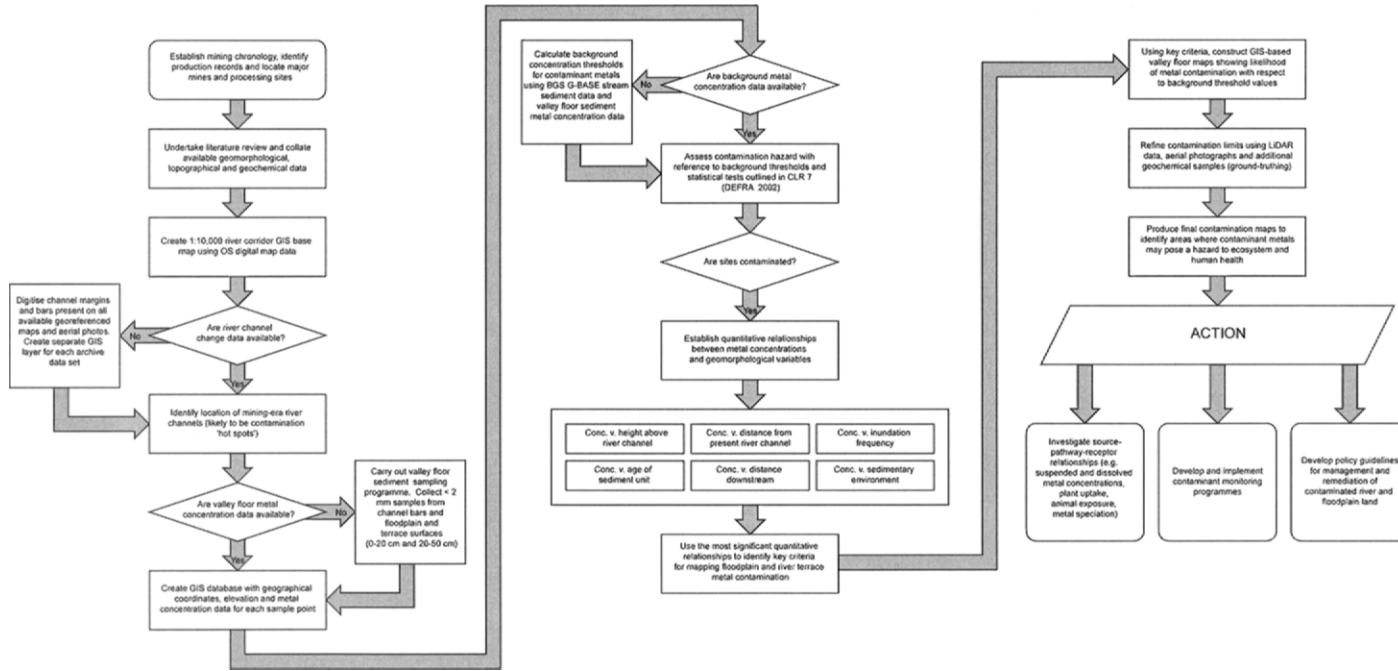 Establish mining chronology, identify
production records and locate major
mines and processing sites
Undertake literature review and collate
available geomorphological,
topographical and geochemical data
Create 1:10,000 river corridor GIS base
map using OS digital map data
Digitise channel margins
and bars present on all
available georeferenced
maps and aerial photos.
Create separate GIS
layer for each archive
data set
No
Are river channel
change data available?
Yes
Identify location of mining-era river
channels (likely to be contamination
'hot spots')
Are valley floor metal
concentration data available?
No
Carry out valley floor
sediment sampling
programme. Collect < 2
mm samples from
channel bars and
floodplain and
terrace surfaces
(0-20 cm and 20-50 cm)
Yes
Create GIS database with geographical
coordinates, elevation and metal
concentration data for each sample point
Calculate background
concentration thresholds
for contaminant metals
using BGS G-BASE stream
sediment data and
valley floor sediment
metal concentration data
No
Are background metal
concentration data available?
Yes
Assess contamination hazard with
reference to background thresholds and
statistical tests outlined in CLR 7
(DEFRA 2002)
Are sites contaminated?
Yes
Establish quantitative relationships
between metal concentrations
and geomorphological variables
Conc. v. height above
river channel
Conc. v. distance from
present river channel
Conc. v. inundation
frequency
Conc. v. age of
sediment unit
Conc. v. distance
downstream
Conc. v. sedimentary
environment
Use the most significant quantitative
relationships to identify key criteria
for mapping floodplain and river terrace
metal contamination
Using key criteria, construct GIS-based
valley floor maps showing likelihood
of metal contamination with respect
to background threshold values
Refine contamination limits using LiDAR
data, aerial photographs and additional
geochemical samples (ground-truthing)
Produce final contamination maps to
identify areas where contaminant metals
may pose a hazard to ecosystem and
human health
ACTION
Investigate source-
pathway-receptor
relationships (e.g.
suspended and dissolved
metal concentrations,
plant uptake,
animal exposure,
metal speciation)
Develop and implement
contaminant monitoring
programmes
Develop policy guidelines
for management and
remediation of
contaminated river and
floodplain land